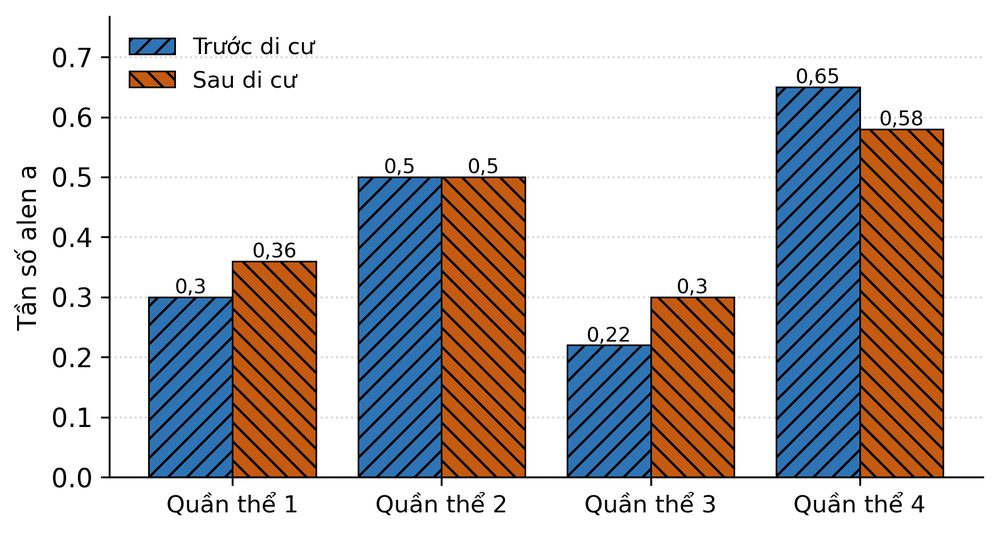 Tần số alen a
0.7
0.6
0.5
0.4
0.3
0.2
0.1
0.0
Trước di cư
Sau di cư
0,3
0,36
0,5
0,5
0,22
0,3
0,65
0,58
Quần thể 1
Quần thể 2
Quần thể 3
Quần thể 4